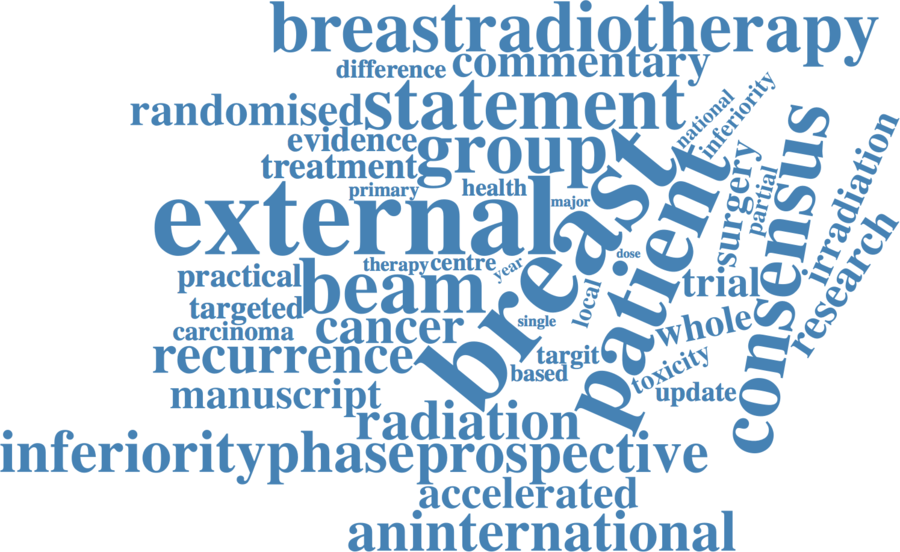 breastradiotherapy
difference commentary
randomised statement
national
inferiority
evidence group
treatment
primary health
major
external
breast
patient
surgery
partial
consensus
irradiation
research
practical beam therapy centre
year
dose
local
trial
targeted
carcinoma cancer
single
whole
recurrence
targit
based
toxicity
update
manuscript
radiation
inferiorityphaseprospective
accelerated
aninternational